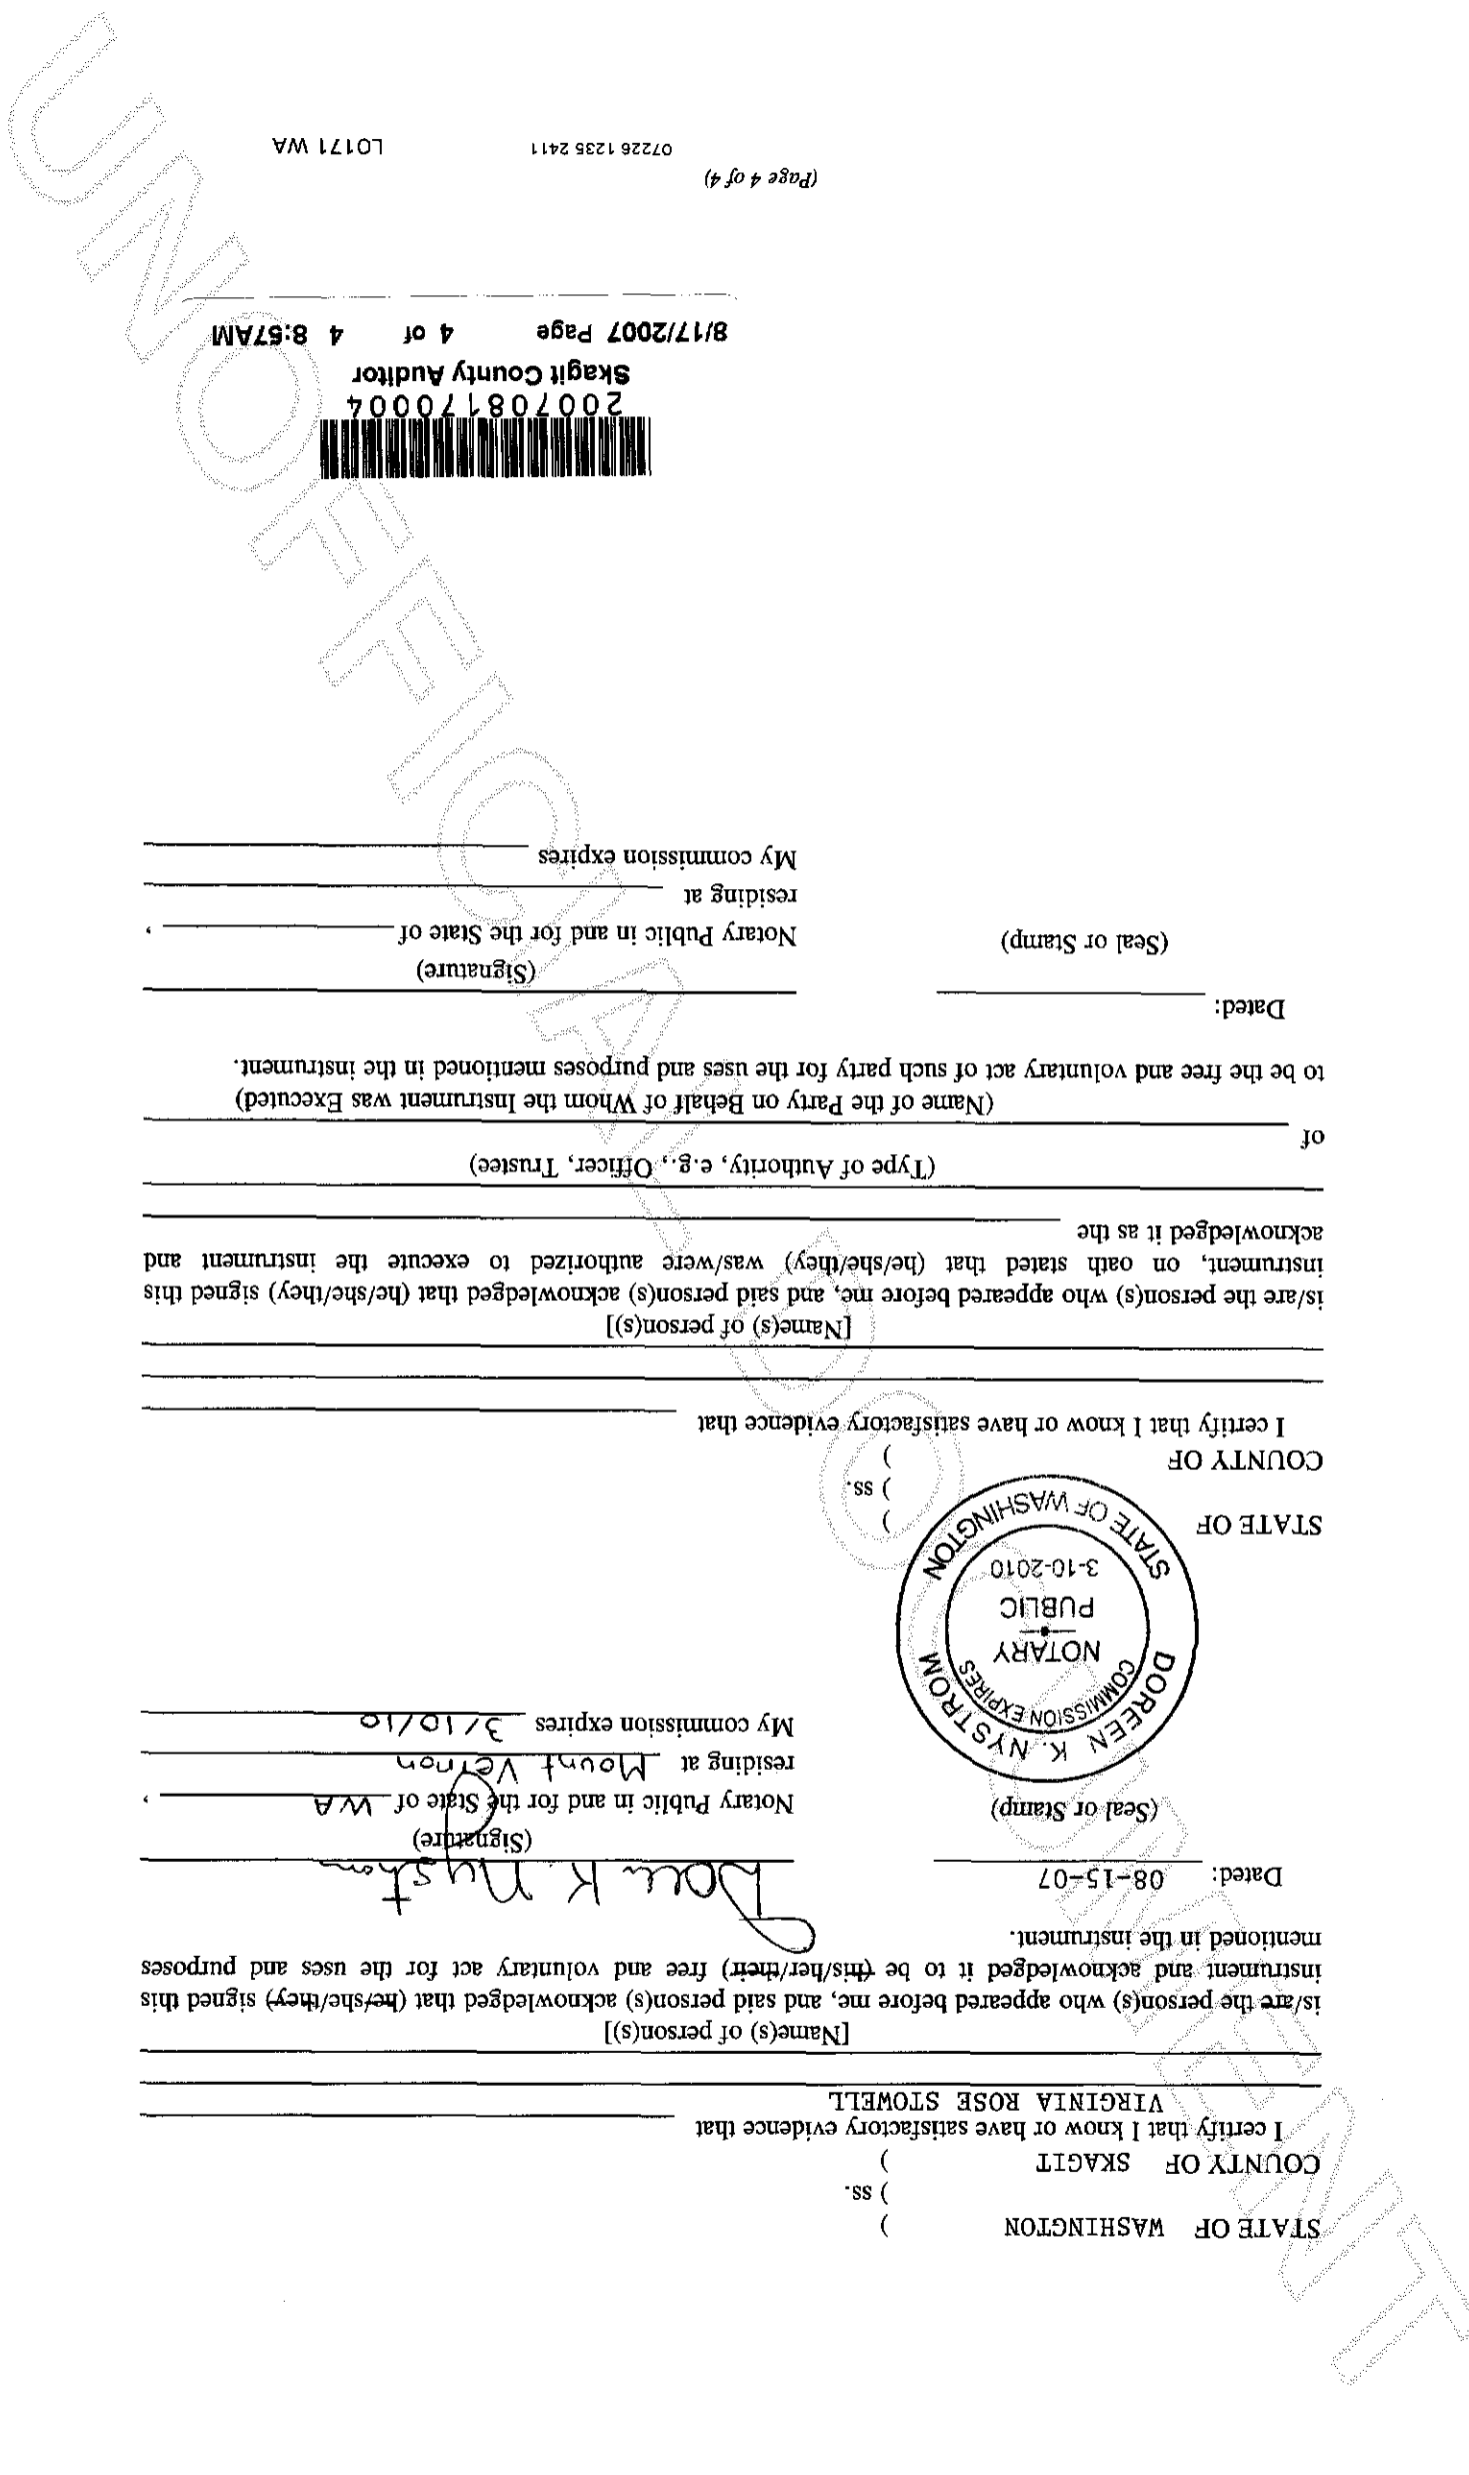 STATE OF WASHINGTON )
) ss.
COUNTY OF SKAGIT )
I certify that I know or have satisfactory evidence that
VIRGINIA ROSE STOWELL
[Name(s) of person(s)]
is/are the person(s) who appeared before me, and said person(s) acknowledged that (he/she/they) signed this
instrument and acknowledged it to be (this/her/their) free and voluntary act for the uses and purposes
mentioned in the instrument.
Dated: 08-15-07
Doreen K. Nystrom
(Signature)
(Seal or Stamp)
Notary Public in and for the State of WA,
residing at Mount Vernon
My commission expires 3/10/10
DOREEN K. NYSTROM
COMMISSION EXPIRES
NOTARY
PUBLIC
3-10-2010
STATE OF WASHINGTON
STATE OF )
) ss.
COUNTY OF )
I certify that I know or have satisfactory evidence that
[Name(s) of person(s)]
is/are the person(s) who appeared before me, and said person(s) acknowledged that (he/she/they) signed this
instrument, on oath stated that (he/she/they) was/were authorized to execute the instrument and
acknowledged it as the
(Type of Authority, e.g., Officer, Trustee)
of
(Name of the Party on Behalf of Whom the Instrument was Executed)
to be the free and voluntary act of such party for the uses and purposes mentioned in the instrument.
Dated:
(Signature)
(Seal or Stamp)
Notary Public in and for the State of ,
residing at
My commission expires
200708170004
Skagit County Auditor
8/17/2007 Page 4 of 4 8:57AM
(Page 4 of 4)
07226 1235 2411
L0171 WA
UNOFFICIAL DOCUMENT